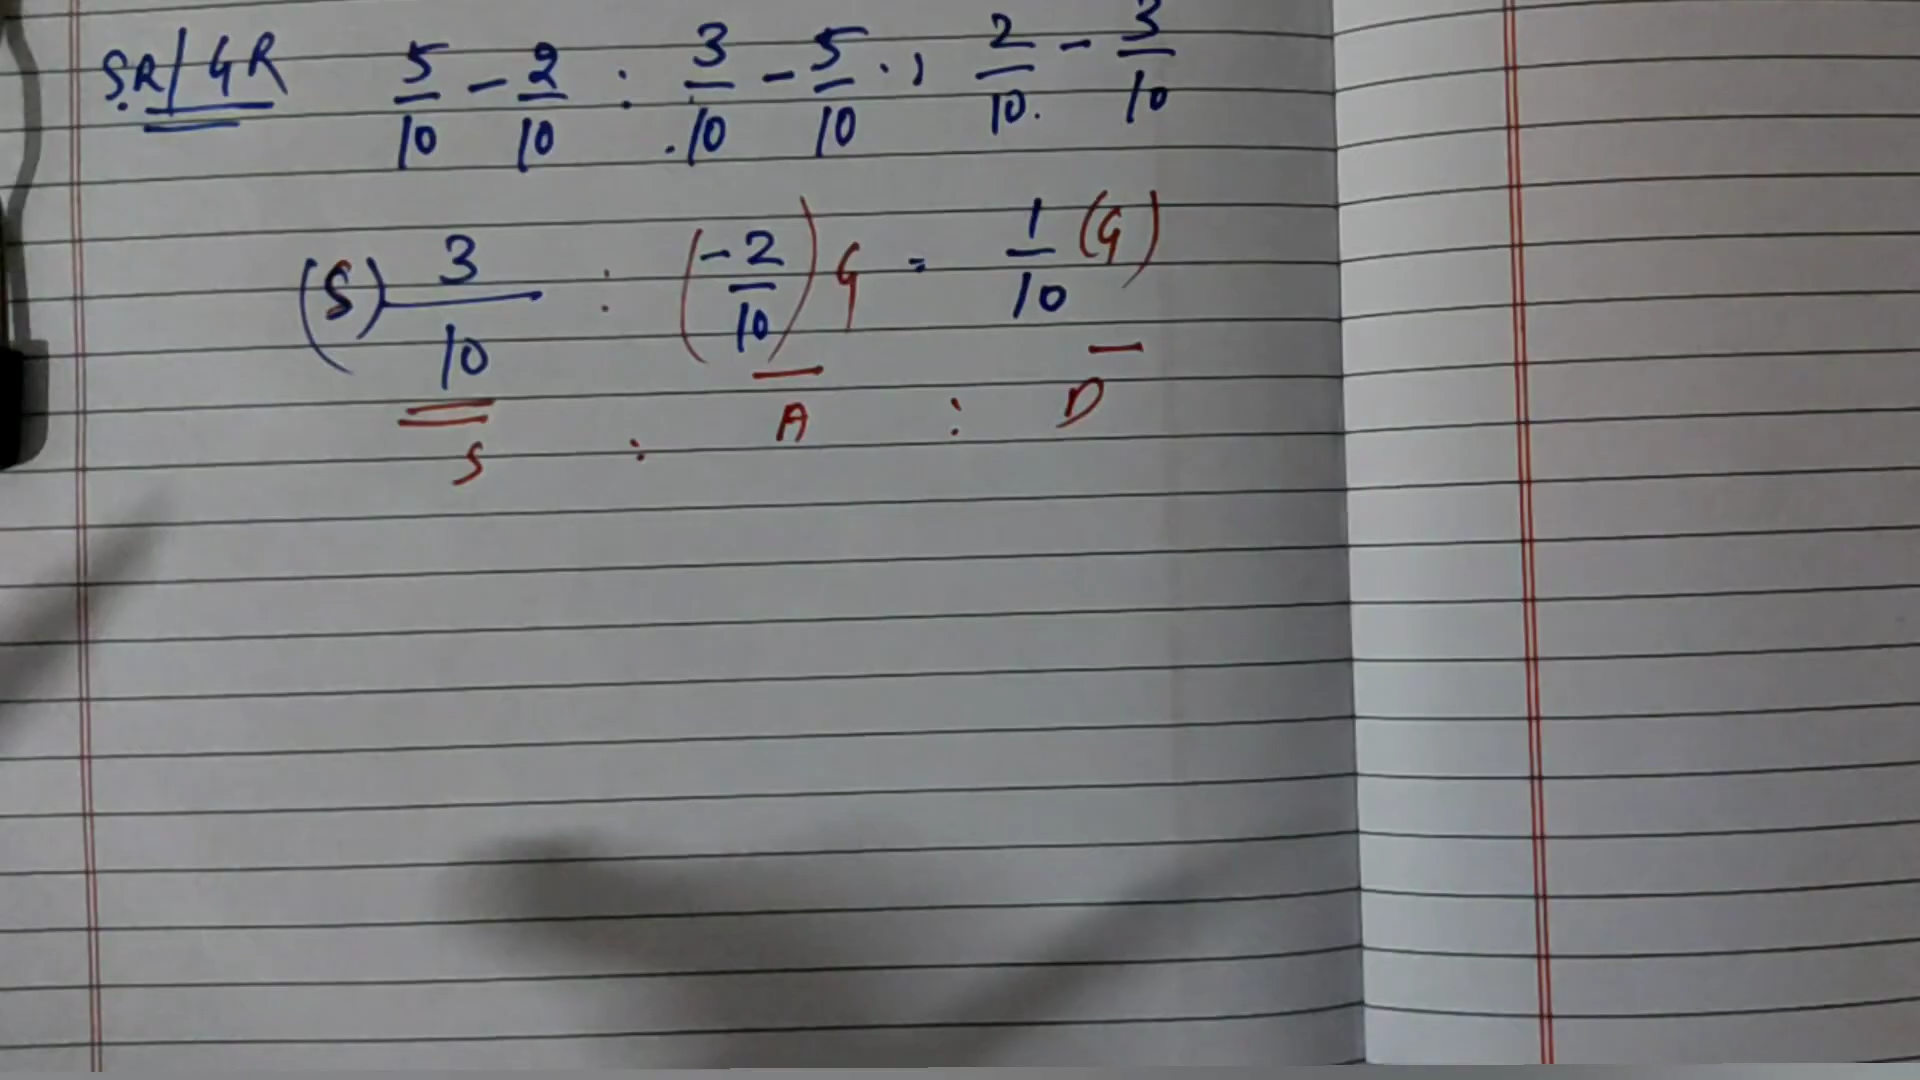 SR/GR 5/10 - 2/10 : 3/10 - 5/10 ; 2/10 - 3/10
(S) 3/10 : (-2/10) G = 1/10 (G)
S : A : D